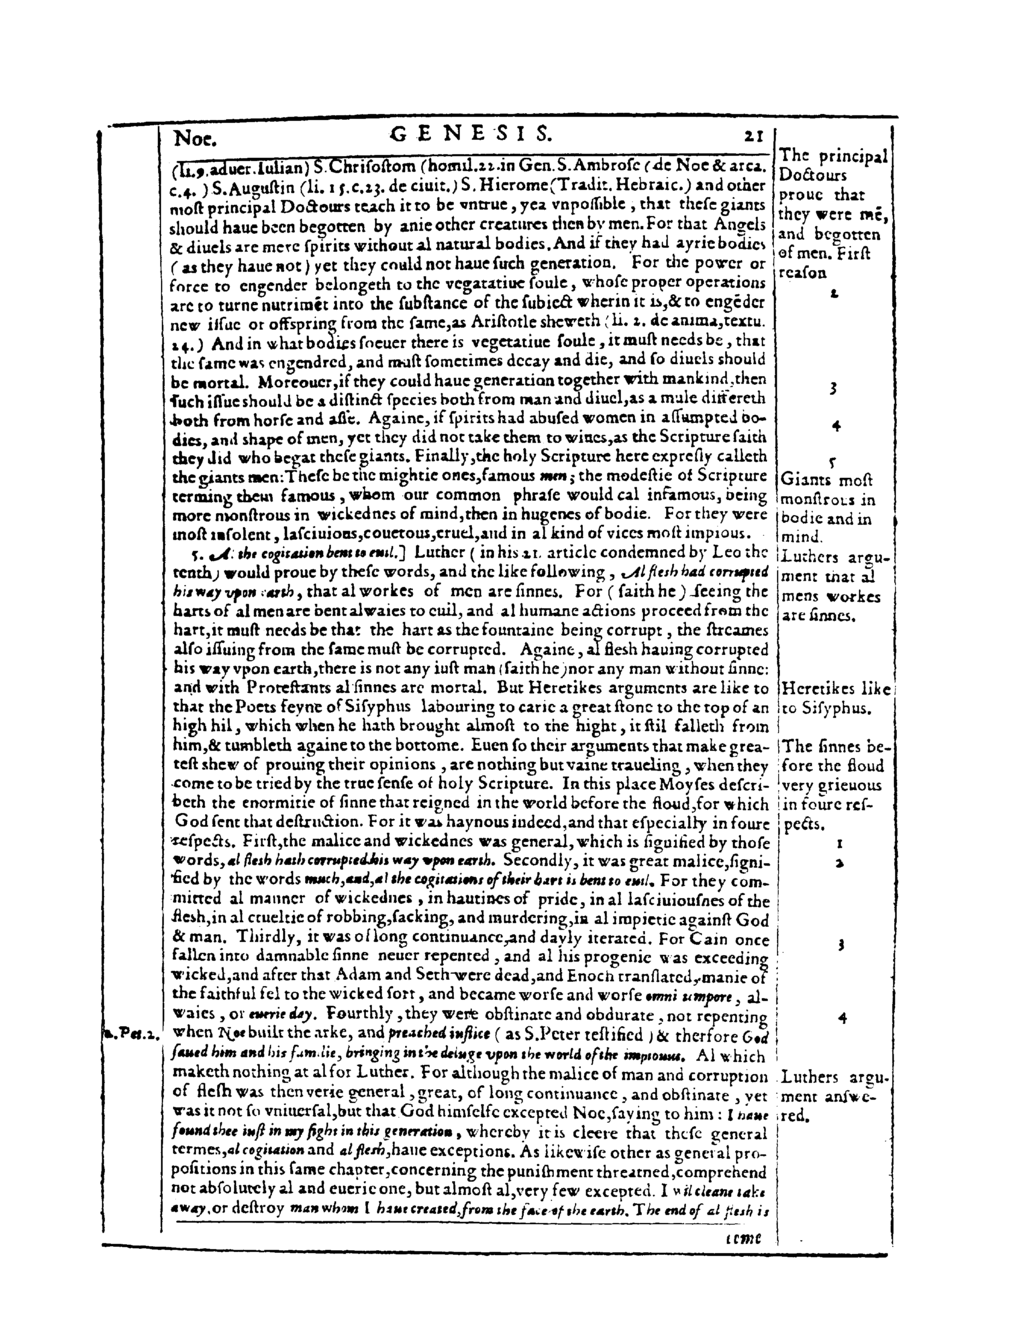 Noe. GENESIS. 21
(li.9.aduer.Iulian) S.Chrisostom (homil.22.in Gen.S.Ambrose (de Noe & arca.
c.4.) S.Augustin (li.15.c.23. de ciuit.) S.Hierome(Tradit. Hebraic.) and other
most principal Doctours teach it to be vntrue, yea vnpossible, that these giants
should haue been begotten by anie other creatures then by men. For that Angels
& diuels are mere spirits without al natural bodies. And if they had ayrie bodies
(as they haue not) yet they could not haue such generation. For the power or
force to engender belongeth to the vegatatiue soule, whose proper operations
are to turne nutrimēt into the substance of the subiect wherin it is,& to engēder
new issue or offspring from the same,as Aristotle sheweth (li. 2. de anima,textu.
24.) And in what bodies soeuer there is vegetatiue soule, it must needs be, that
the same was engendred, and must sometimes decay and die, and so diuels should
be mortal. Moreouer,if they could haue generation together with mankind,then
such issue should be a distinct species both from man and diuel,as a mule differeth
both from horse and asse. Againe, if spirits had abused women in assumpted bo-
dies, and shape of men, yet they did not take them to wiues,as the Scripture saith
they did who begat these giants. Finally,the holy Scripture here expresly calleth
the giants men:These be the mightie ones,famous men; the modestie of Scripture
terming them famous, whom our common phrase would cal infamous, being
more monstrous in wickednes of mind,then in hugenes of bodie. For they were
most insolent, lasciuious,couetous,cruel,and in al kind of vices most impious.
5. Al the cogitation bent to euil.] Luther (in his 21. article condemned by Leo the
tenth) would proue by these words, and the like following, Al flesh had corrupted
his way vpon earth, that al workes of men are sinnes. For (saith he) seeing the
harts of al men are bent alwaies to euil, and al humane actions proceed from the
hart,it must needs be that the hart as the fountaine being corrupt, the streames
also issuing from the same must be corrupted. Againe, al flesh hauing corrupted
his way vpon earth,there is not any iust man (saith he) nor any man without sinne:
and with Protestants al sinnes are mortal. But Heretikes arguments are like to
that the Poets feyne of Sisyphus labouring to carie a great stone to the top of an
high hil, which when he hath brought almost to the hight, it stil falleth from
him,& tumbleth againe to the bottome. Euen so their arguments that make grea-
test shew of prouing their opinions, are nothing but vaine traueling, when they
come to be tried by the true sense of holy Scripture. In this place Moyses descri-
beth the enormitie of sinne that reigned in the world before the floud,for which
God sent that destruction. For it was haynous indeed,and that especially in foure
respects. First,the malice and wickednes was general,which is signified by those
words,al flesh hath corrupted his way vpon earth. Secondly, it was great malice,signi-
fied by the words much,and,al the cogitations of their hart is bent to euil. For they com-
mitted al manner of wickednes, in hautines of pride, in al lasciuiousnes of the
flesh,in al crueltie of robbing,sacking, and murdering,in al impietie against God
& man. Thirdly, it was of long continuance,and dayly iterated. For Cain once
fallen into damnable sinne neuer repented, and al his progenie was exceeding
wicked,and after that Adam and Seth were dead,and Enoch translated, manie of
the faithful fel to the wicked sort, and became worse and worse omni tempore, al-
waies, or euerie day. Fourthly, they were obstinate and obdurate, not repenting
when Noe built the arke, and preached iustice (as S.Peter testified) & therfore God
saued him and his familie, bringing in the deluge vpon the world of the impious. Al which
maketh nothing at al for Luther. For although the malice of man and corruption
of flesh was then verie general, great, of long continuance, and obstinate, yet
was it not so vniuersal,but that God himselfe excepted Noe,saying to him: I haue
found thee iust in my sight in this generation, whereby it is cleere that these general
termes,al cogitation and al flesh,haue exceptions. As likewise other as general pro-
positions in this same chapter,concerning the punishment threatned,comprehend
not absolutely al and euerie one, but almost al,very few excepted. I wil cleane take
away,or destroy man whom I haue created,from the face of the earth. The end of al flesh is
come
The principal
Doctours
proue that
they were mē,
and begotten
of men. First
reason
2
3
4
5
Giants most
monstrous in
bodie and in
mind.
Luthers argu-
ment that al
mens workes
are sinnes.
Heretikes like
to Sisyphus.
The sinnes be-
fore the floud
very grieuous
in foure res-
pects.
1
2
3
4
2.Pet.2.
Luthers argu-
ment answe-
red.